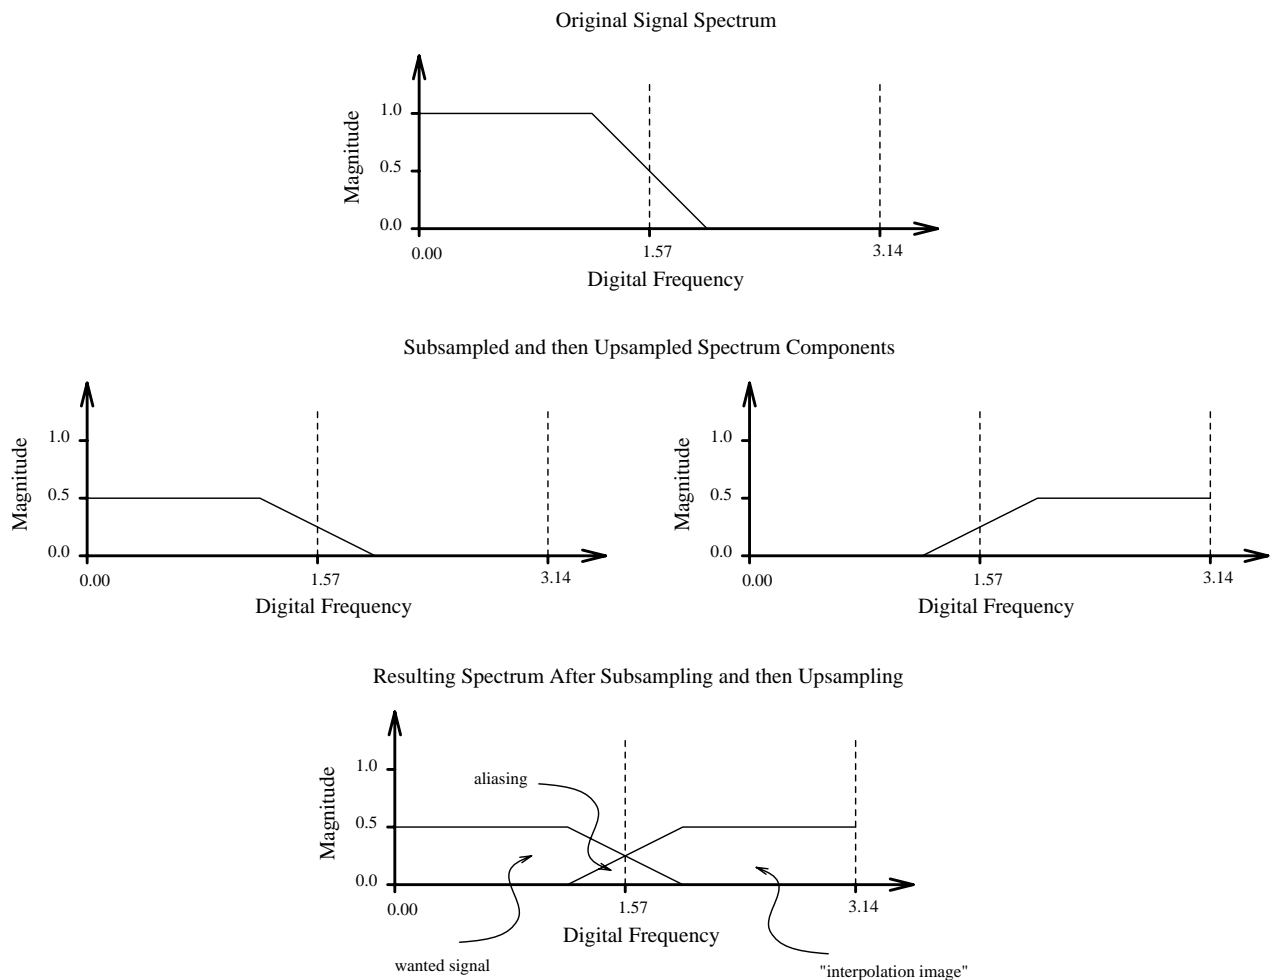 Original Signal Spectrum
Magnitude
1.0
0.5
0.0
0.00
1.57
3.14
Digital Frequency
Subsampled and then Upsampled Spectrum Components
Magnitude
1.0
0.5
0.0
0.00
1.57
3.14
Digital Frequency
Magnitude
1.0
0.5
0.0
0.00
1.57
3.14
Digital Frequency
Resulting Spectrum After Subsampling and then Upsampling
Magnitude
1.0
0.5
0.0
aliasing
0.00
1.57
3.14
Digital Frequency
wanted signal
"interpolation image"